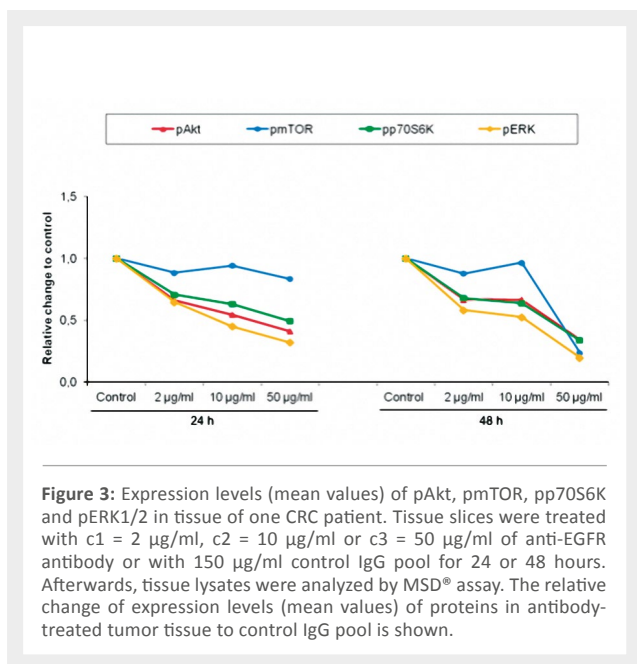 pAkt pmTOR pp70S6K pERK
Relative change to control
1,5
1,0
0,5
0,0
Control 2 µg/ml 10 µg/ml 50 µg/ml Control 2 µg/ml 10 µg/ml 50 µg/ml
24 h 48 h
Figure 3: Expression levels (mean values) of pAkt, pmTOR, pp70S6K
and pERK1/2 in tissue of one CRC patient. Tissue slices were treated
with c1 = 2 µg/ml, c2 = 10 µg/ml or c3 = 50 µg/ml of anti-EGFR
antibody or with 150 µg/ml control IgG pool for 24 or 48 hours.
Afterwards, tissue lysates were analyzed by MSD® assay. The relative
change of expression levels (mean values) of proteins in antibody-
treated tumor tissue to control IgG pool is shown.